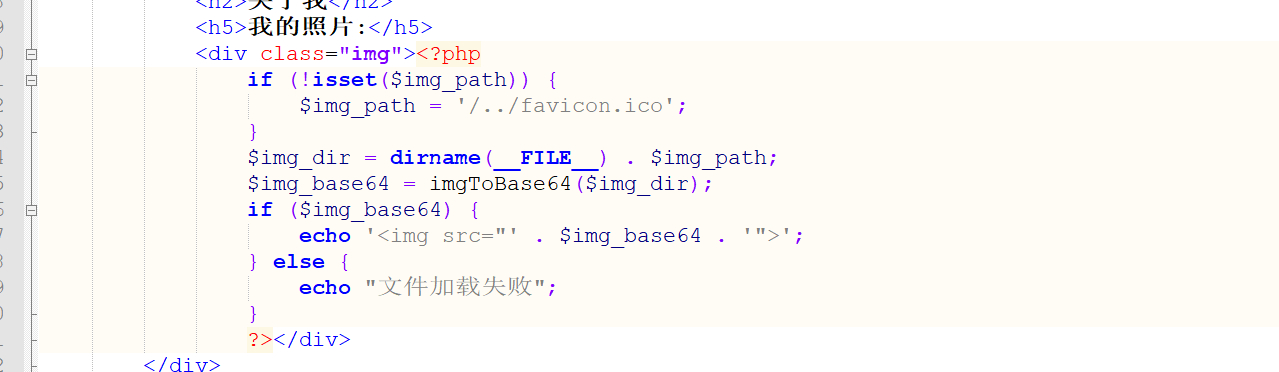 <h2>关于我</h2>
<h5>我的照片:</h5>
<div class="img"><?php
if (!isset($img_path)) {
$img_path = '/../favicon.ico';
}
$img_dir = dirname(__FILE__) . $img_path;
$img_base64 = imgToBase64($img_dir);
if ($img_base64) {
echo '<img src="' . $img_base64 . '">';
} else {
echo "文件加载失败";
}
?></div>
</div>